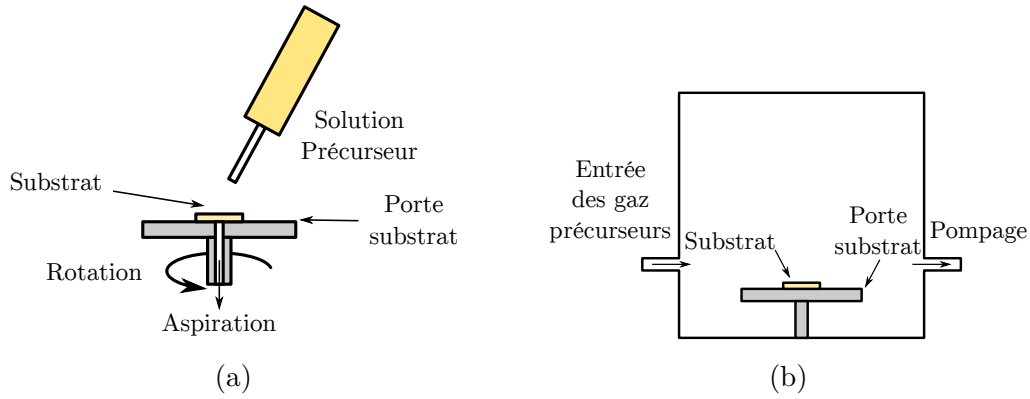 Solution
Précurseur
Substrat
Porte
substrat
Rotation
Aspiration
(a)
Entrée
des gaz
précurseurs
Substrat
Porte
substrat
Pompage
(b)